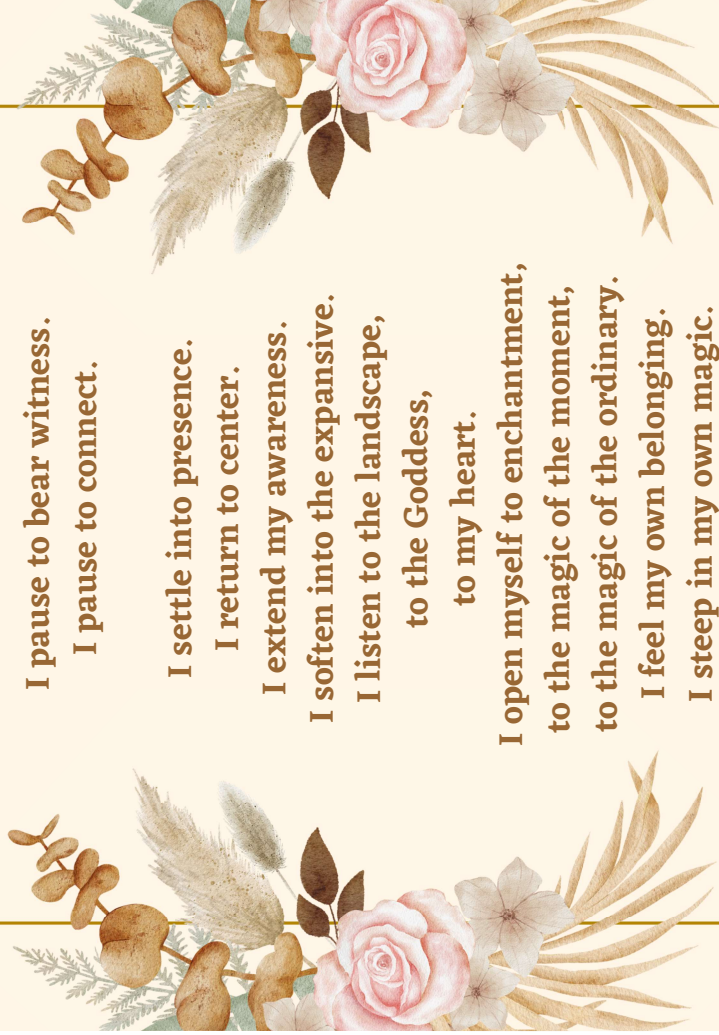 I pause to bear witness.
I pause to connect.
I settle into presence.
I return to center.
I extend my awareness.
I soften into the expansive.
I listen to the landscape,
to the Goddess,
to my heart.
I open myself to enchantment,
to the magic of the moment,
to the magic of the ordinary.
I feel my own belonging.
I steep in my own magic.